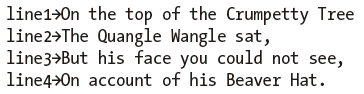 line1→On the top of the Crumpetty Tree
line2→The Quangle Wangle sat,
line3→But his face you could not see,
line4→On account of his Beaver Hat.